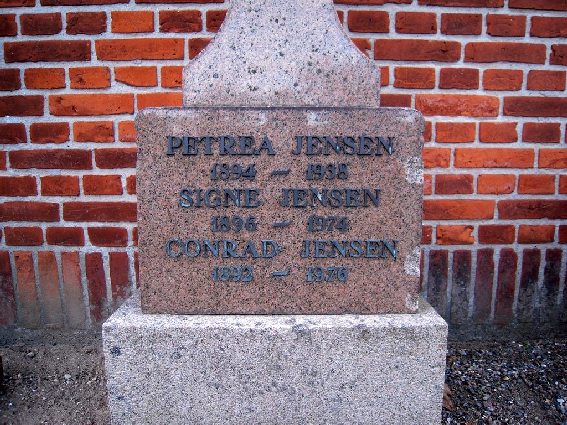 PETREA JENSEN
1894 - 1938
SIGNE JENSEN
1896 - 1974
CONRAD JENSEN
1892 - 1976